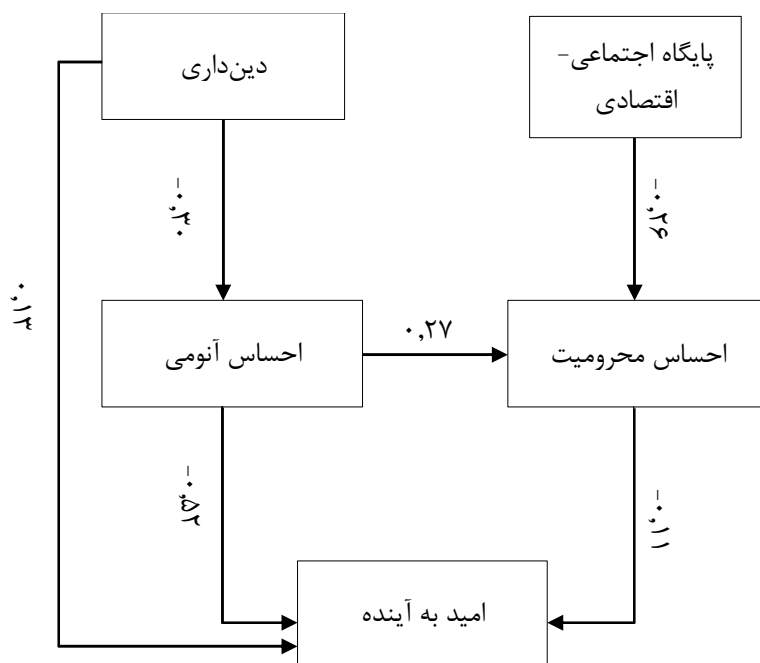 دین‌داری
پایگاه اجتماعی-
اقتصادی
-۰,۳۰
-۰,۲۶
۰,۱۳
احساس آنومی
۰,۲۷
احساس محرومیت
-۰,۵۲
-۰,۱۱
امید به آینده